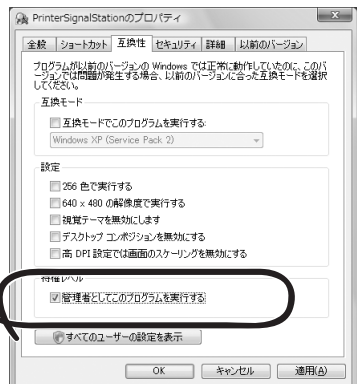 PrinterSignalStationのプロパティ
全般 ショートカット 互換性 セキュリティ 詳細 以前のバージョン
プログラムが以前のバージョンの Windows では正常に動作していたのに、このバ
ージョンでは問題が発生する場合、以前のバージョンに合った互換モードを選択
してください。
互換モード
互換モードでこのプログラムを実行する:
Windows XP (Service Pack 2)
設定
256 色で実行する
640 x 480 の解像度で実行する
視覚テーマを無効にします
デスクトップ コンポジションを無効にする
高 DPI 設定では画面のスケーリングを無効にする
特権レベル
管理者としてこのプログラムを実行する
すべてのユーザーの設定を表示
OK キャンセル 適用(A)